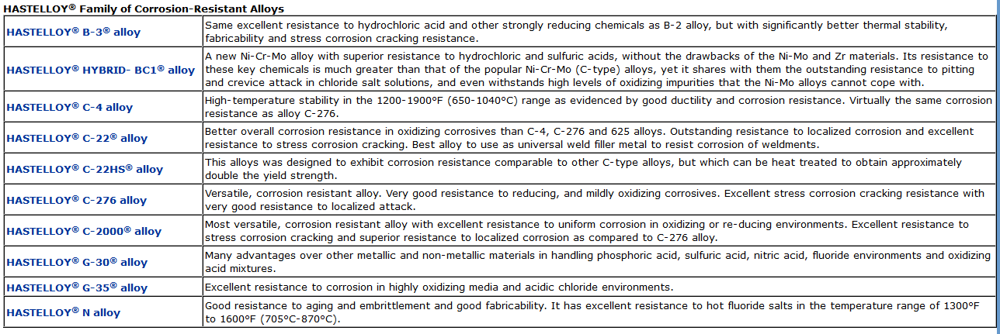 HASTELLOY® Family of Corrosion-Resistant Alloys
HASTELLOY® B-3® alloy
Same excellent resistance to hydrochloric acid and other strongly reducing chemicals as B-2 alloy, but with significantly better thermal stability,
fabricability and stress corrosion cracking resistance.
HASTELLOY® HYBRID- BC1® alloy
A new Ni-Cr-Mo alloy with superior resistance to hydrochloric and sulfuric acids, without the drawbacks of the Ni-Mo and Zr materials. Its resistance to
these key chemicals is much greater than that of the popular Ni-Cr-Mo (C-type) alloys, yet it shares with them the outstanding resistance to pitting
and crevice attack in chloride salt solutions, and even withstands high levels of oxidizing impurities that the Ni-Mo alloys cannot cope with.
HASTELLOY® C-4 alloy
High-temperature stability in the 1200-1900°F (650-1040°C) range as evidenced by good ductility and corrosion resistance. Virtually the same corrosion
resistance as alloy C-276.
HASTELLOY® C-22® alloy
Better overall corrosion resistance in oxidizing corrosives than C-4, C-276 and 625 alloys. Outstanding resistance to localized corrosion and excellent
resistance to stress corrosion cracking. Best alloy to use as universal weld filler metal to resist corrosion of weldments.
HASTELLOY® C-22HS® alloy
This alloys was designed to exhibit corrosion resistance comparable to other C-type alloys, but which can be heat treated to obtain approximately
double the yield strength.
HASTELLOY® C-276 alloy
Versatile, corrosion resistant alloy. Very good resistance to reducing, and mildly oxidizing corrosives. Excellent stress corrosion cracking resistance with
very good resistance to localized attack.
HASTELLOY® C-2000® alloy
Most versatile, corrosion resistant alloy with excellent resistance to uniform corrosion in oxidizing or re-ducing environments. Excellent resistance to
stress corrosion cracking and superior resistance to localized corrosion as compared to C-276 alloy.
HASTELLOY® G-30® alloy
Many advantages over other metallic and non-metallic materials in handling phosphoric acid, sulfuric acid, nitric acid, fluoride environments and oxidizing
acid mixtures.
HASTELLOY® G-35® alloy
Excellent resistance to corrosion in highly oxidizing media and acidic chloride environments.
HASTELLOY® N alloy
Good resistance to aging and embrittlement and good fabricability. It has excellent resistance to hot fluoride salts in the temperature range of 1300°F
to 1600°F (705°C-870°C).